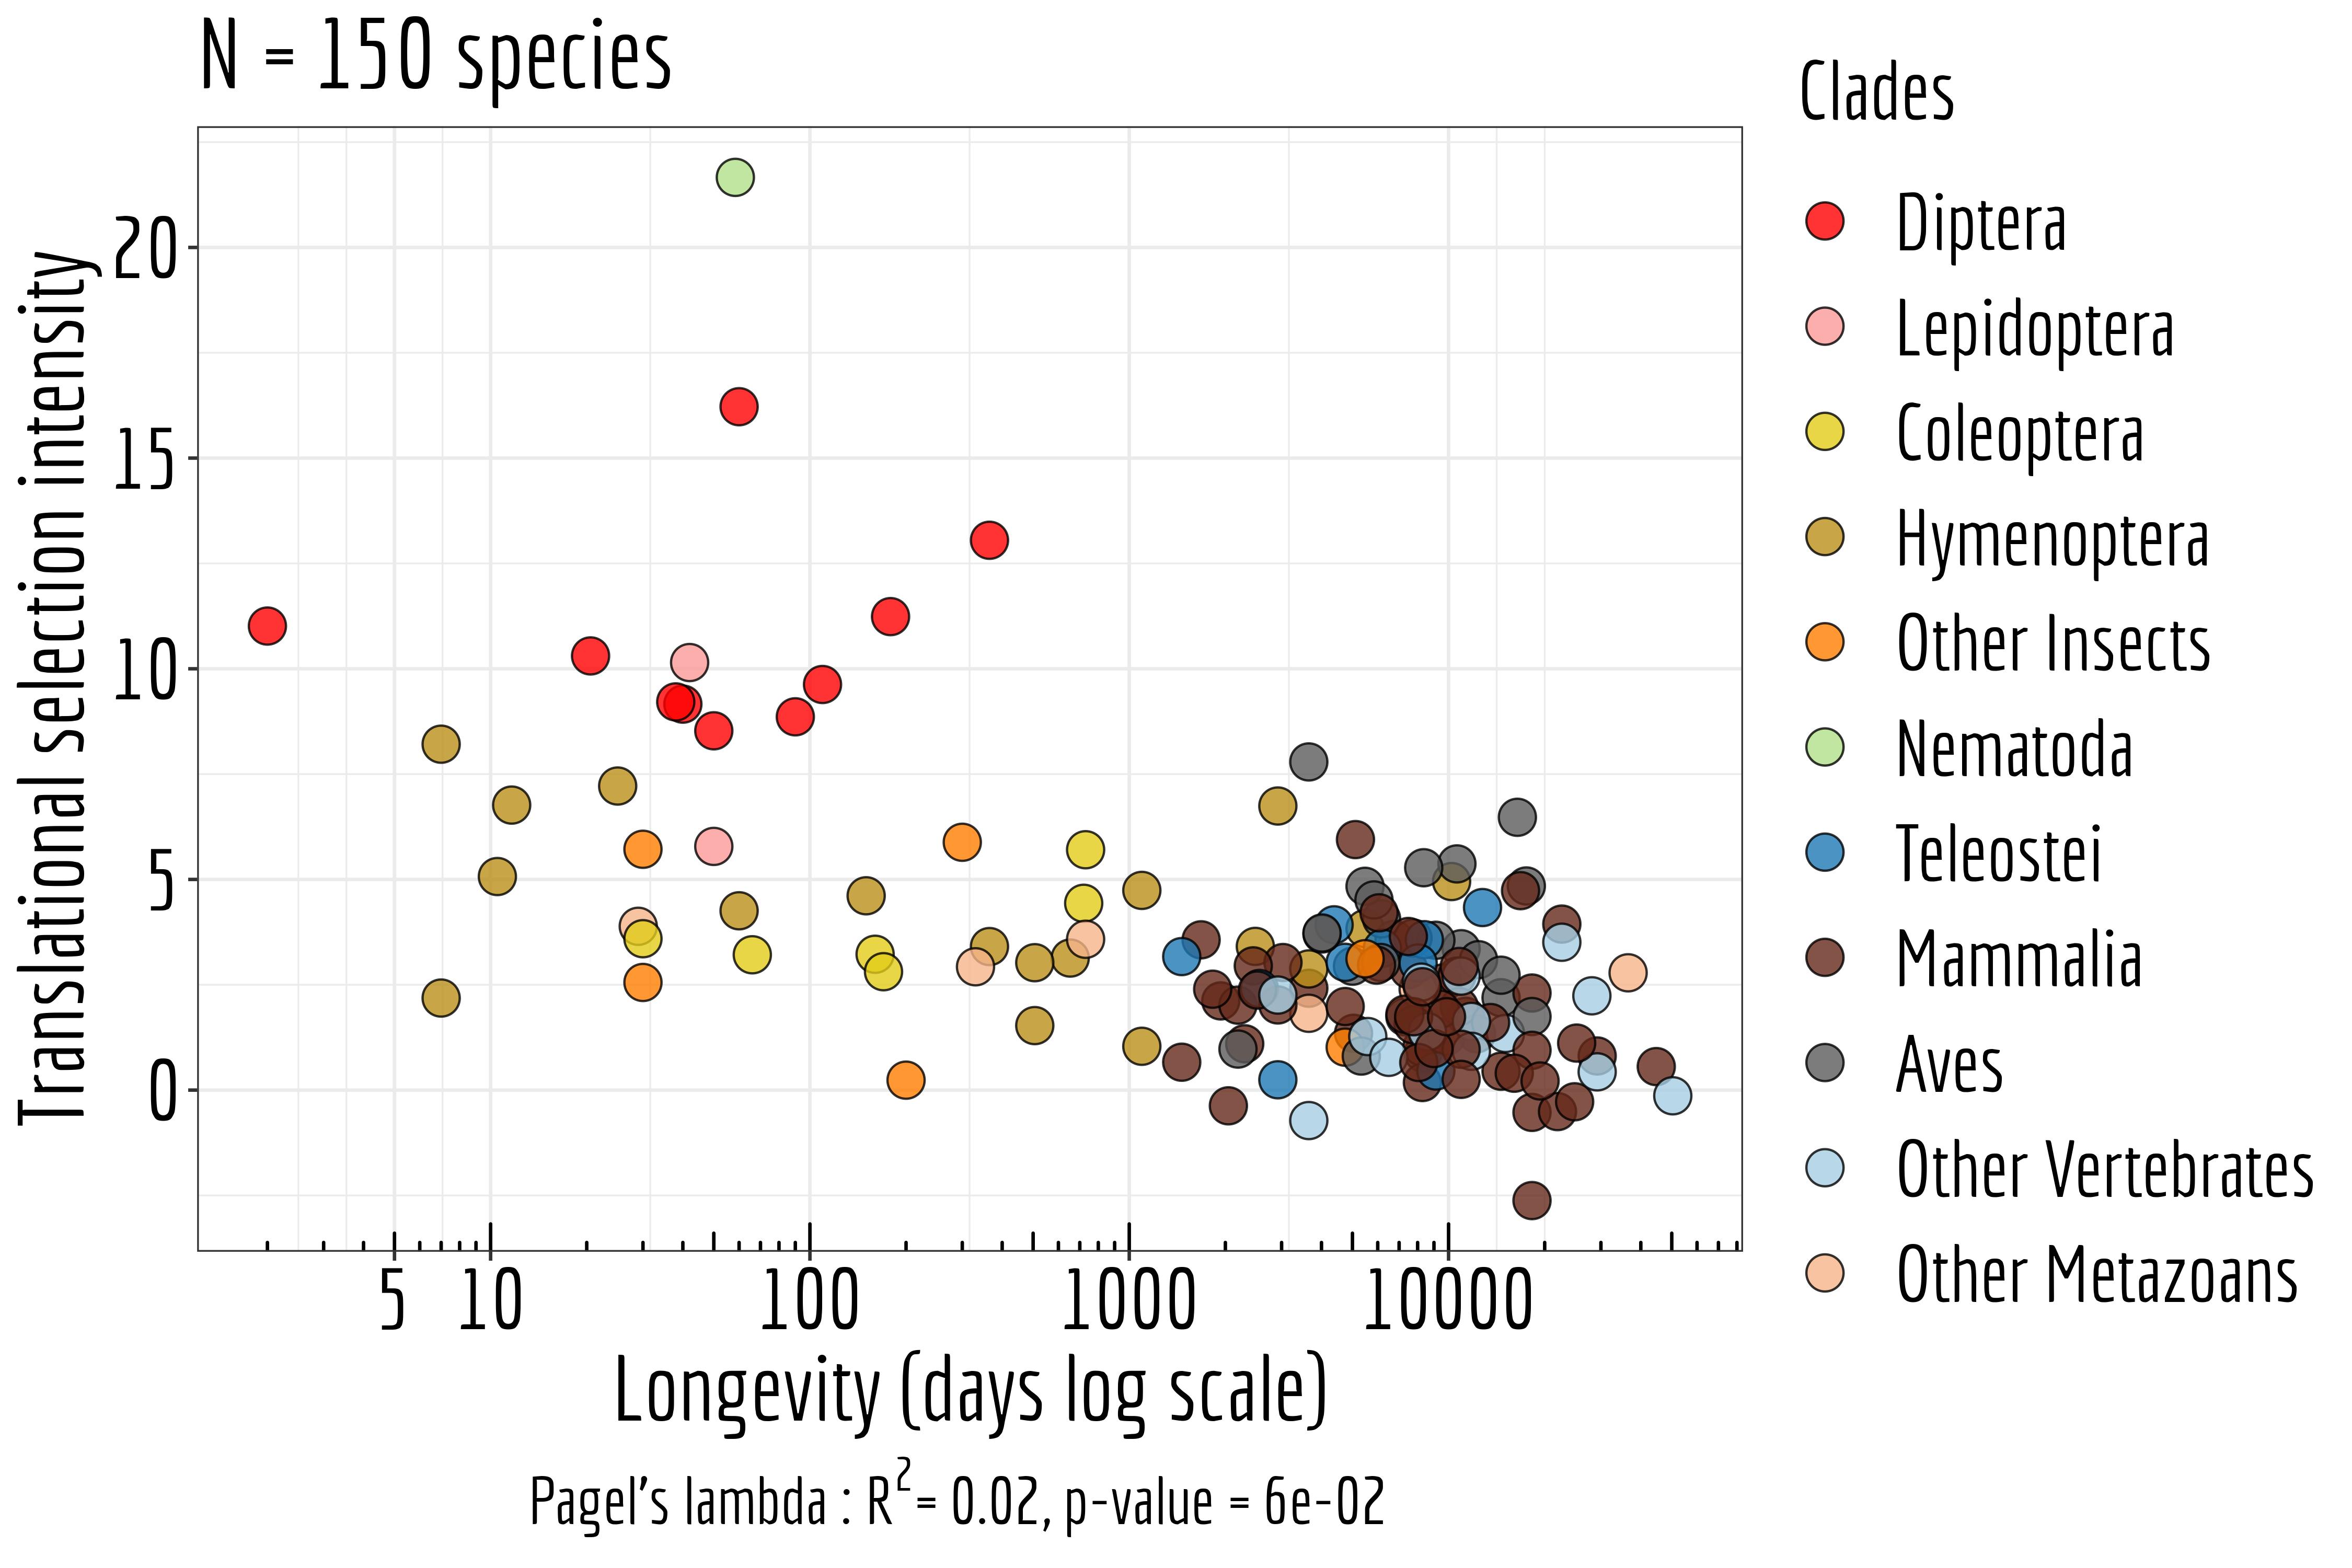 N = 150 species
Clades
Diptera
Lepidoptera
Coleoptera
Hymenoptera
Other Insects
Nematoda
Teleostei
Mammalia
Aves
Other Vertebrates
Other Metazoans
Translational selection intensity
20
15
10
5
0
5 10 100 1000 10000
Longevity (days log scale)
Pagel's lambda : R²= 0.02, p-value = 6e-02